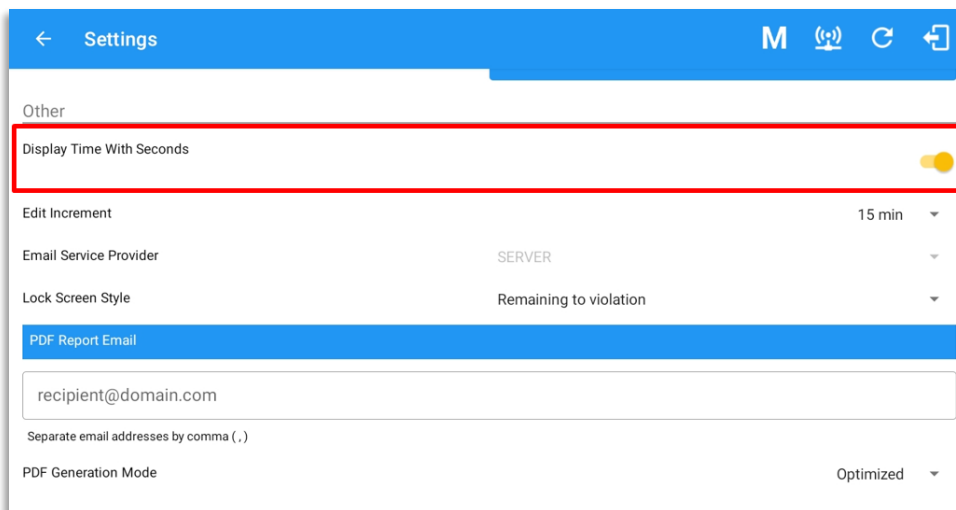 Settings
M
Other
Display Time With Seconds
Edit Increment 15 min
Email Service Provider SERVER
Lock Screen Style Remaining to violation
PDF Report Email
recipient@domain.com
Separate email addresses by comma ( , )
PDF Generation Mode Optimized